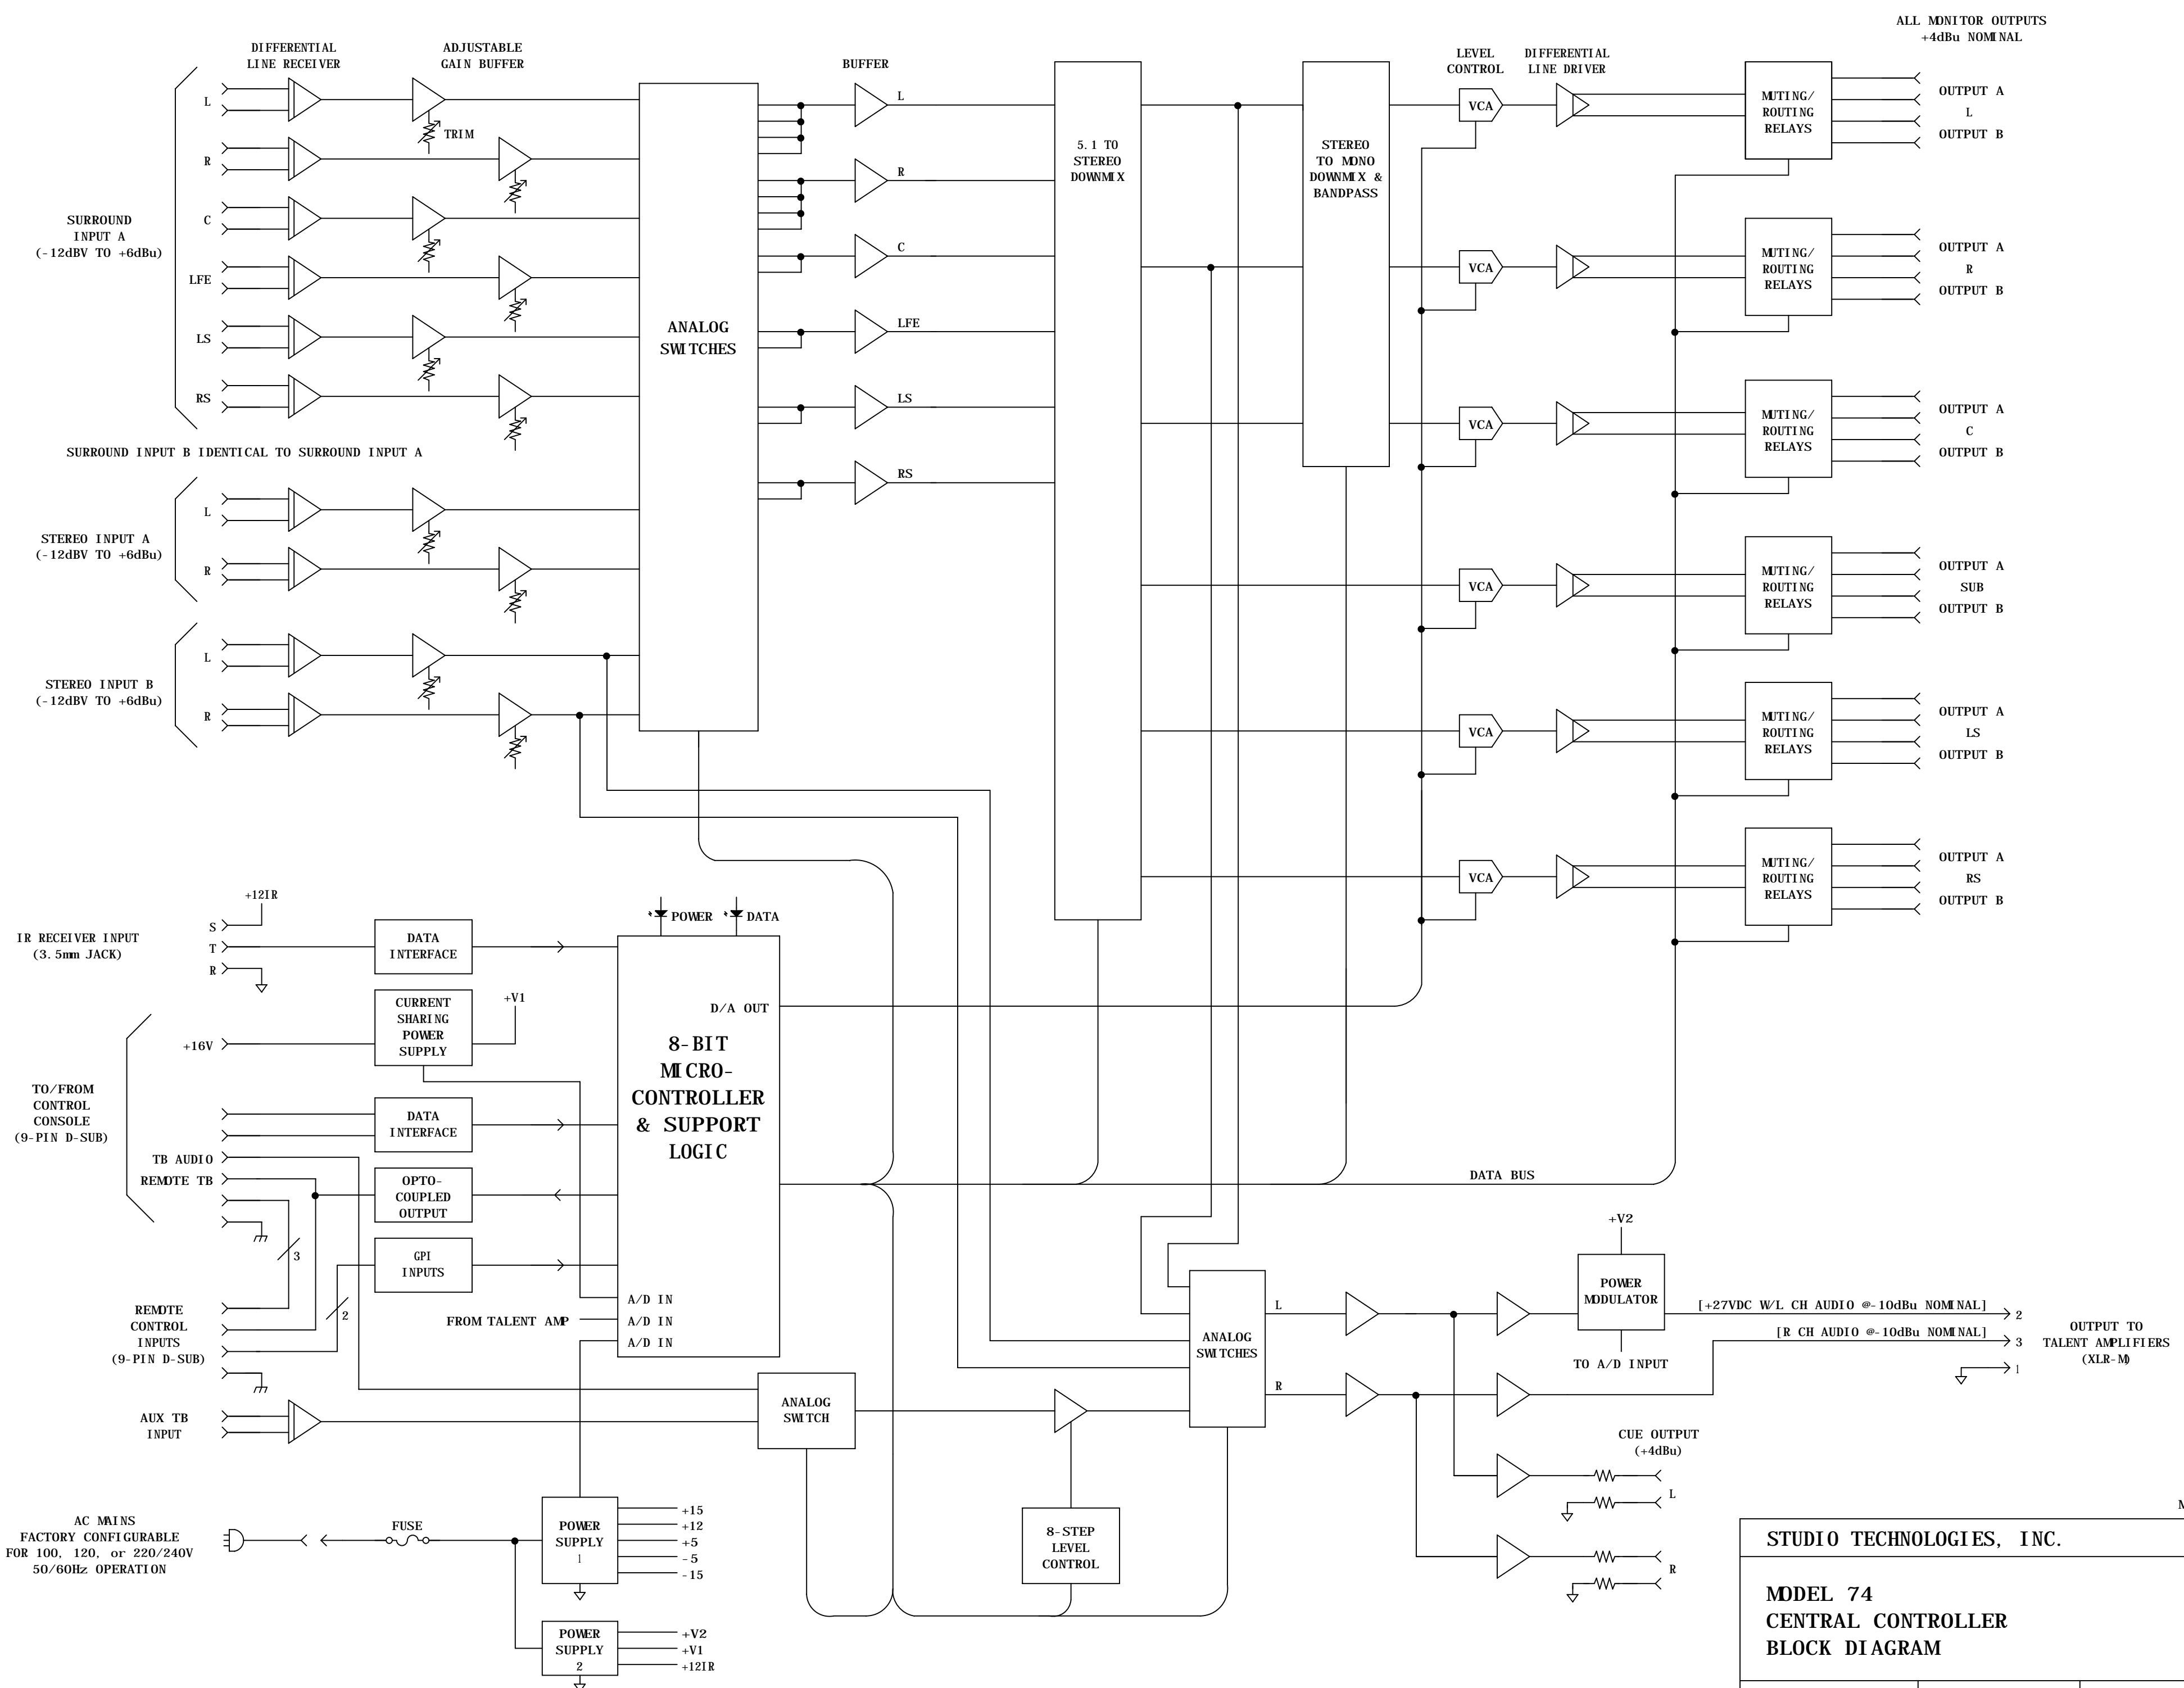 ALL MONITOR OUTPUTS
+4dBu NOMINAL
DIFFERENTIAL
LINE RECEIVER
ADJUSTABLE
GAIN BUFFER
BUFFER
LEVEL
CONTROL
DIFFERENTIAL
LINE DRIVER
SURROUND
INPUT A
(-12dBV TO +6dBu)
L
R
C
LFE
LS
RS
TRIM
SURROUND INPUT B IDENTICAL TO SURROUND INPUT A
STEREO INPUT A
(-12dBV TO +6dBu)
L
R
STEREO INPUT B
(-12dBV TO +6dBu)
L
R
ANALOG
SWITCHES
L
R
C
LFE
LS
RS
5.1 TO
STEREO
DOWNMIX
STEREO
TO MONO
DOWNMIX &
BANDPASS
VCA
VCA
VCA
VCA
VCA
VCA
MUTING/
ROUTING
RELAYS
OUTPUT A
L
OUTPUT B
MUTING/
ROUTING
RELAYS
OUTPUT A
R
OUTPUT B
MUTING/
ROUTING
RELAYS
OUTPUT A
C
OUTPUT B
MUTING/
ROUTING
RELAYS
OUTPUT A
SUB
OUTPUT B
MUTING/
ROUTING
RELAYS
OUTPUT A
LS
OUTPUT B
MUTING/
ROUTING
RELAYS
OUTPUT A
RS
OUTPUT B
IR RECEIVER INPUT
(3.5mm JACK)
+12IR
S
T
R
DATA
INTERFACE
POWER
DATA
TO/FROM
CONTROL
CONSOLE
(9-PIN D-SUB)
+16V
CURRENT
SHARING
POWER
SUPPLY
+V1
DATA
INTERFACE
TB AUDIO
REMOTE TB
OPTO-
COUPLED
OUTPUT
3
GPI
INPUTS
2
REMOTE
CONTROL
INPUTS
(9-PIN D-SUB)
D/A OUT
8-BIT
MICRO-
CONTROLLER
& SUPPORT
LOGIC
A/D IN
FROM TALENT AMP
A/D IN
A/D IN
DATA BUS
AUX TB
INPUT
ANALOG
SWITCH
8-STEP
LEVEL
CONTROL
ANALOG
SWITCHES
L
R
+V2
POWER
MODULATOR
TO A/D INPUT
[+27VDC W/L CH AUDIO @-10dBu NOMINAL]
[R CH AUDIO @-10dBu NOMINAL]
2
3
1
OUTPUT TO
TALENT AMPLIFIERS
(XLR-M)
CUE OUTPUT
(+4dBu)
L
R
AC MAINS
FACTORY CONFIGURABLE
FOR 100, 120, or 220/240V
50/60Hz OPERATION
FUSE
POWER
SUPPLY
1
+15
+12
+5
-5
-15
POWER
SUPPLY
2
+V2
+V1
+12IR
STUDIO TECHNOLOGIES, INC.
MODEL 74
CENTRAL CONTROLLER
BLOCK DIAGRAM